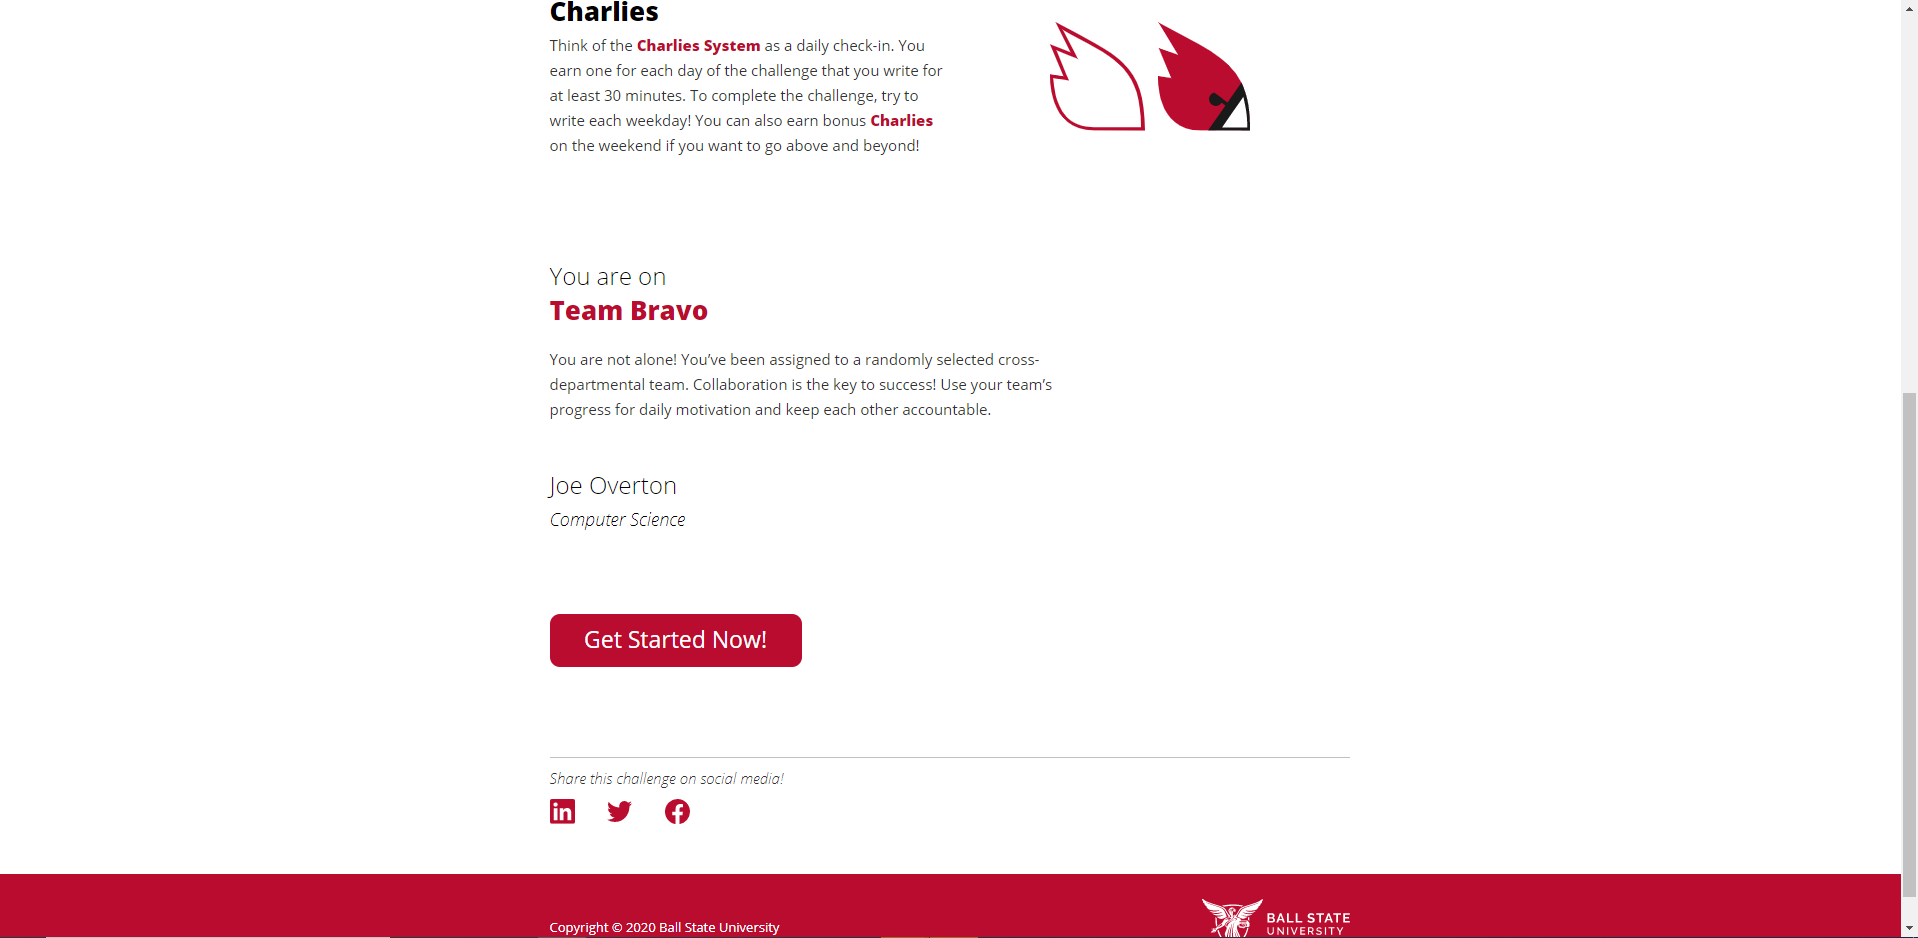 Charlies
Think of the Charlies System as a daily check-in. You
earn one for each day of the challenge that you write for
at least 30 minutes. To complete the challenge, try to
write each weekday! You can also earn bonus Charlies
on the weekend if you want to go above and beyond!
You are on
Team Bravo
You are not alone! You’ve been assigned to a randomly selected cross-
departmental team. Collaboration is the key to success! Use your team’s
progress for daily motivation and keep each other accountable.
Joe Overton
Computer Science
Get Started Now!
Share this challenge on social media!
in
Copyright © 2020 Ball State University
BALL STATE
UNIVERSITY